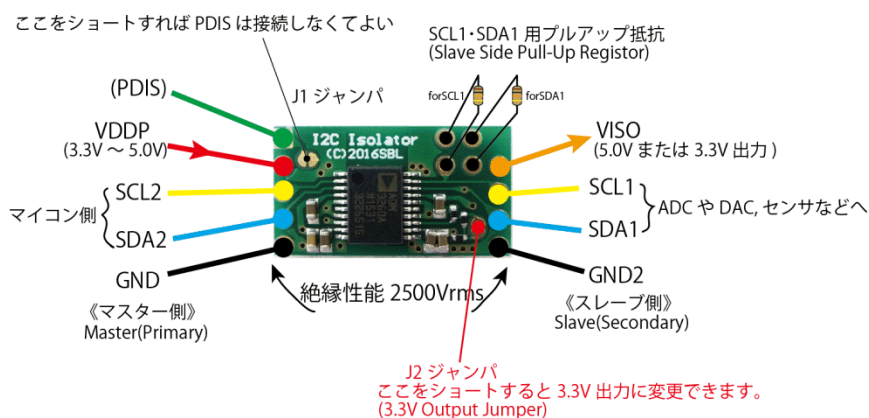 ここをショートすれば PDIS は接続しなくてよい
SCL1・SDA1 用プルアップ抵抗
(Slave Side Pull-Up Registor)
(PDIS)
J1 ジャンパ
forSCL1
forSDA1
VDDP
(3.3V ～ 5.0V)
I2C Isolator
(C)2016SBL
VISO
(5.0V または 3.3V 出力 )
マイコン側
SCL2
SDA2
SCL1
SDA1
ADC や DAC, センサなどへ
GND
GND2
絶縁性能 2500Vrms
《マスター側》
Master(Primary)
《スレーブ側》
Slave(Secondary)
J2 ジャンパ
ここをショートすると 3.3V 出力に変更できます。
(3.3V Output Jumper)